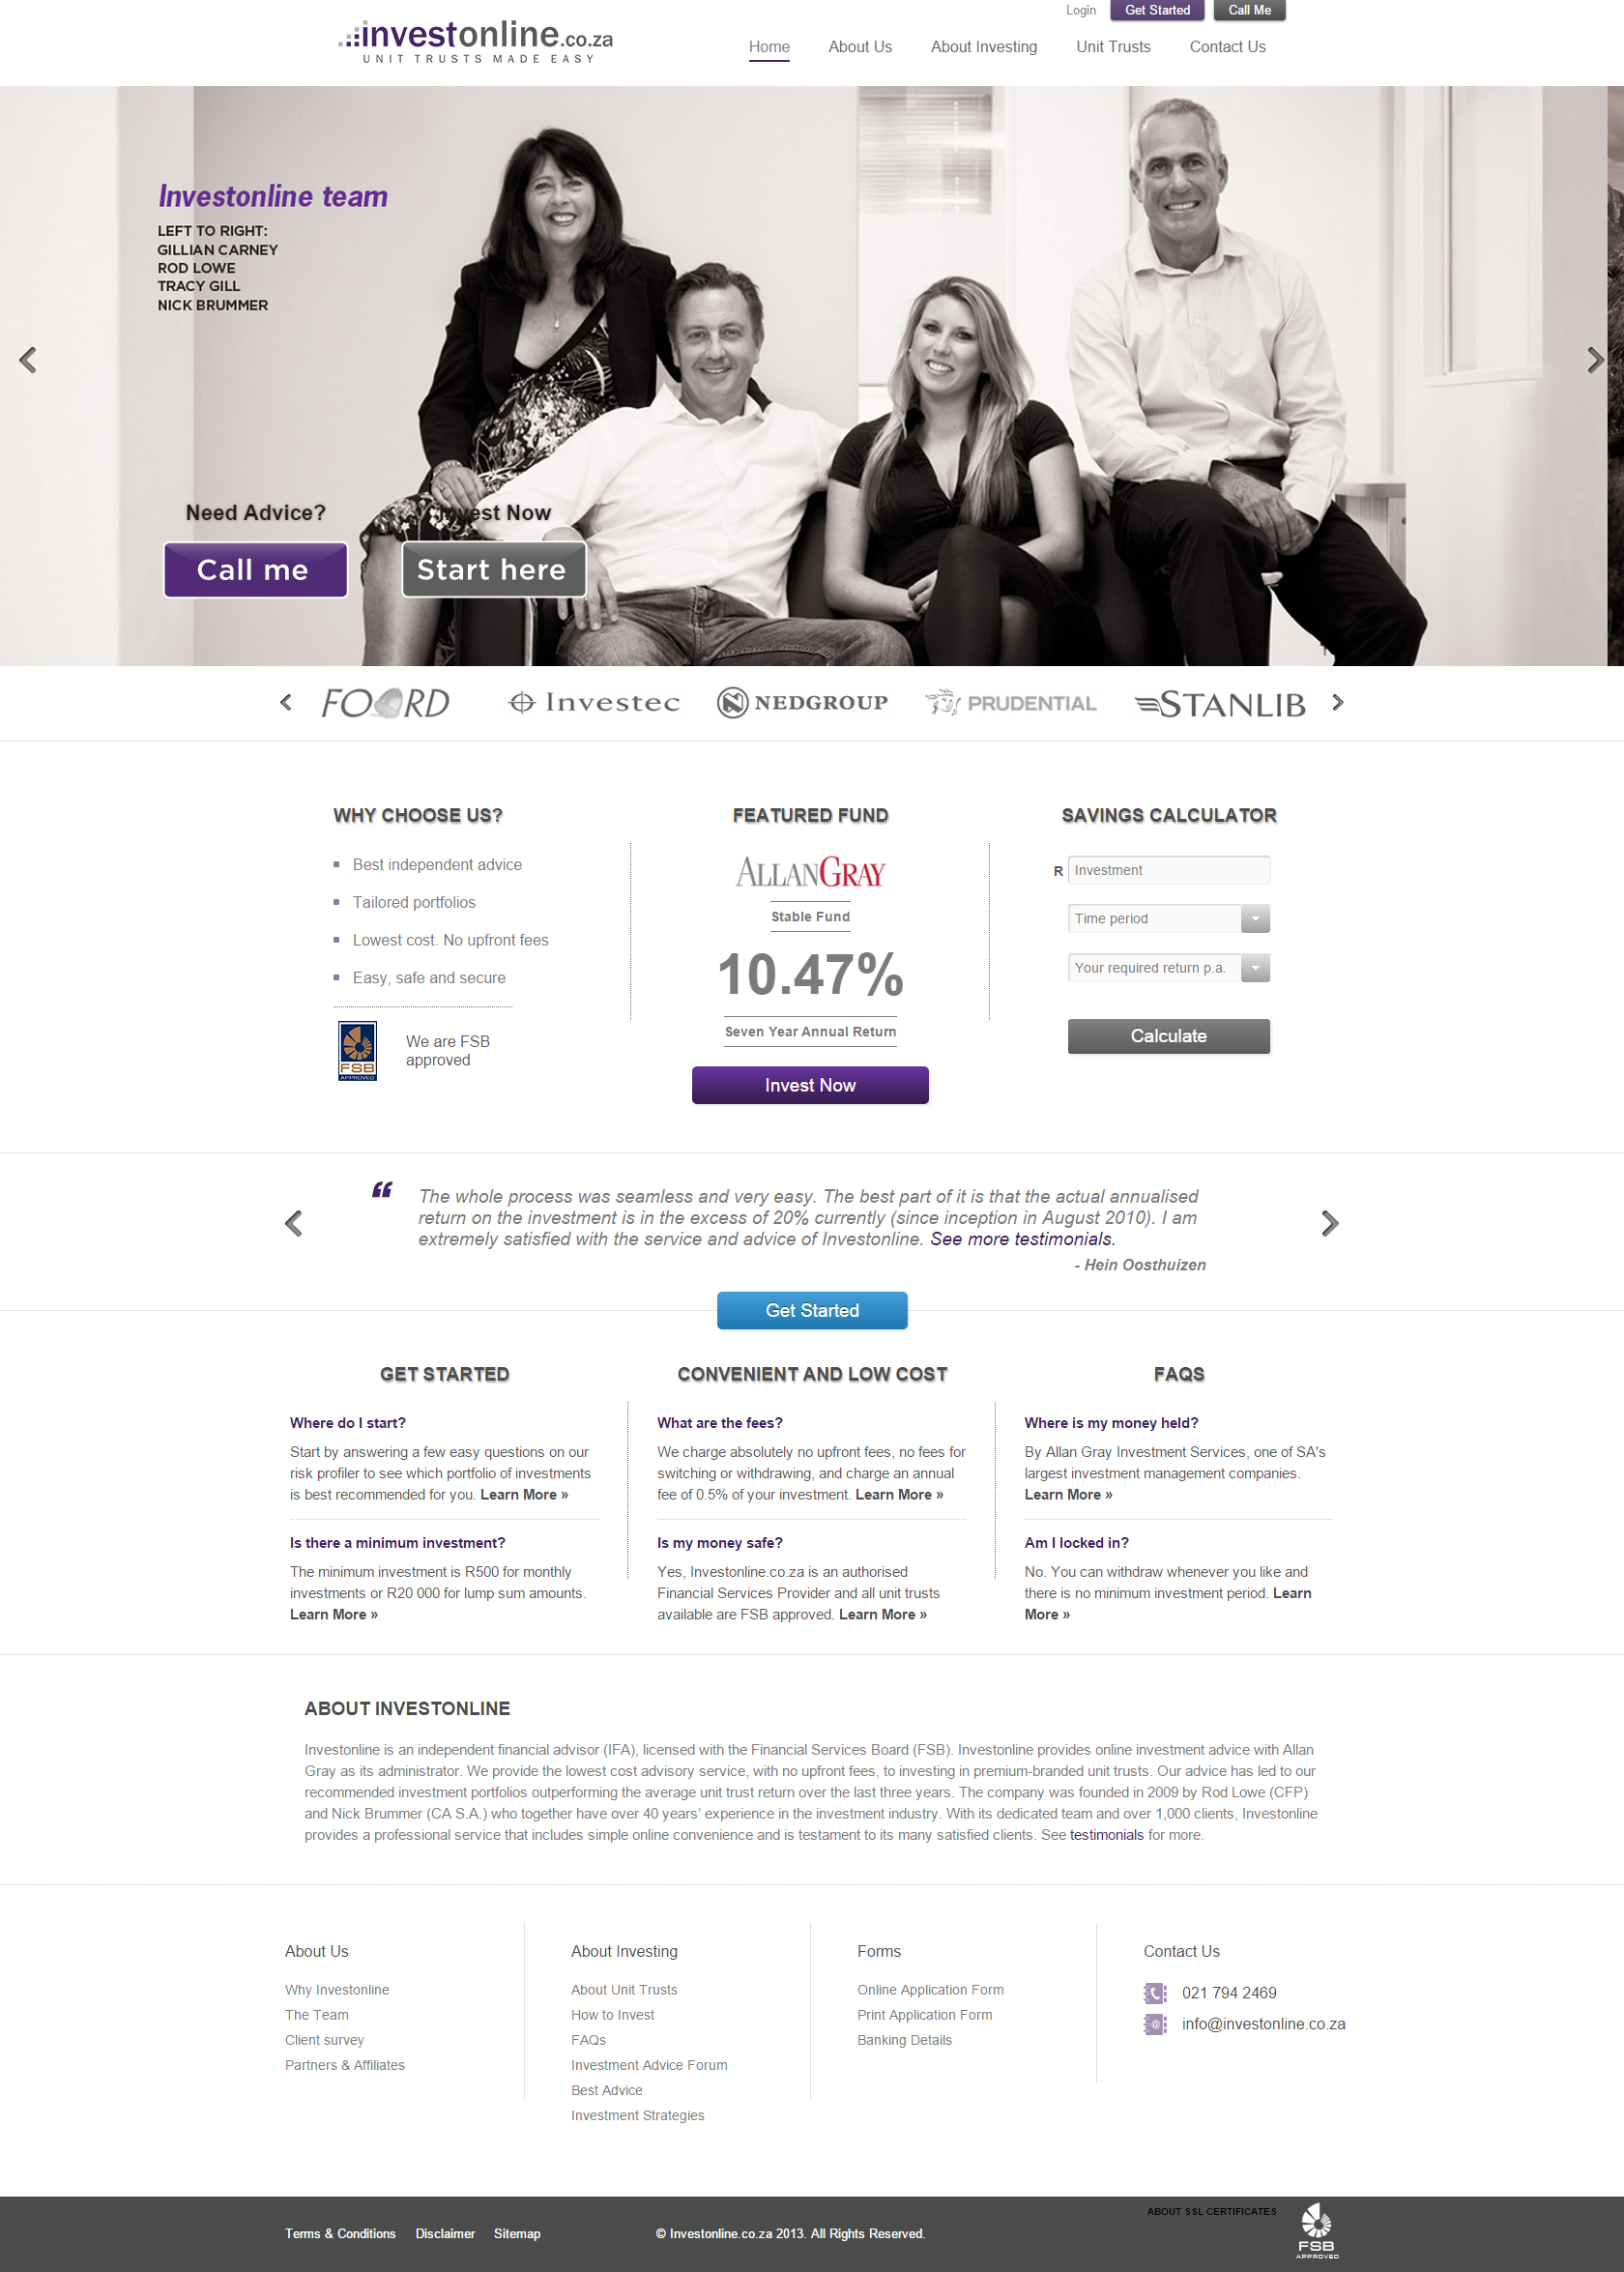 Login Get Started Call Me
investonline.co.za
UNIT TRUSTS MADE EASY
Home About Us About Investing Unit Trusts Contact Us
Investonline team
LEFT TO RIGHT:
GILLIAN CARNEY
ROD LOWE
TRACY GILL
NICK BRUMMER
Need Advice?
Call me
Invest Now
Start here
FOORD Investec NEDGROUP PRUDENTIAL STANLIB
WHY CHOOSE US?
Best independent advice
Tailored portfolios
Lowest cost. No upfront fees
Easy, safe and secure
FSB
APPROVED
We are FSB
approved
FEATURED FUND
ALLANGRAY
Stable Fund
10.47%
Seven Year Annual Return
Invest Now
SAVINGS CALCULATOR
R Investment
Time period
Your required return p.a.
Calculate
“ The whole process was seamless and very easy. The best part of it is that the actual annualised
return on the investment is in the excess of 20% currently (since inception in August 2010). I am
extremely satisfied with the service and advice of Investonline. See more testimonials.
- Hein Oosthuizen
Get Started
GET STARTED
Where do I start?
Start by answering a few easy questions on our
risk profiler to see which portfolio of investments
is best recommended for you. Learn More »
Is there a minimum investment?
The minimum investment is R500 for monthly
investments or R20 000 for lump sum amounts.
Learn More »
CONVENIENT AND LOW COST
What are the fees?
We charge absolutely no upfront fees, no fees for
switching or withdrawing, and charge an annual
fee of 0.5% of your investment. Learn More »
Is my money safe?
Yes, Investonline.co.za is an authorised
Financial Services Provider and all unit trusts
available are FSB approved. Learn More »
FAQS
Where is my money held?
By Allan Gray Investment Services, one of SA's
largest investment management companies.
Learn More »
Am I locked in?
No. You can withdraw whenever you like and
there is no minimum investment period. Learn
More »
ABOUT INVESTONLINE
Investonline is an independent financial advisor (IFA), licensed with the Financial Services Board (FSB). Investonline provides online investment advice with Allan
Gray as its administrator. We provide the lowest cost advisory service, with no upfront fees, to investing in premium-branded unit trusts. Our advice has led to our
recommended investment portfolios outperforming the average unit trust return over the last three years. The company was founded in 2009 by Rod Lowe (CFP)
and Nick Brummer (CA S.A.) who together have over 40 years’ experience in the investment industry. With its dedicated team and over 1,000 clients, Investonline
provides a professional service that includes simple online convenience and is testament to its many satisfied clients. See testimonials for more.
About Us
Why Investonline
The Team
Client survey
Partners & Affiliates
About Investing
About Unit Trusts
How to Invest
FAQs
Investment Advice Forum
Best Advice
Investment Strategies
Forms
Online Application Form
Print Application Form
Banking Details
Contact Us
021 794 2469
info@investonline.co.za
Terms & Conditions Disclaimer Sitemap
© Investonline.co.za 2013. All Rights Reserved.
ABOUT SSL CERTIFICATES
FSB
APPROVED